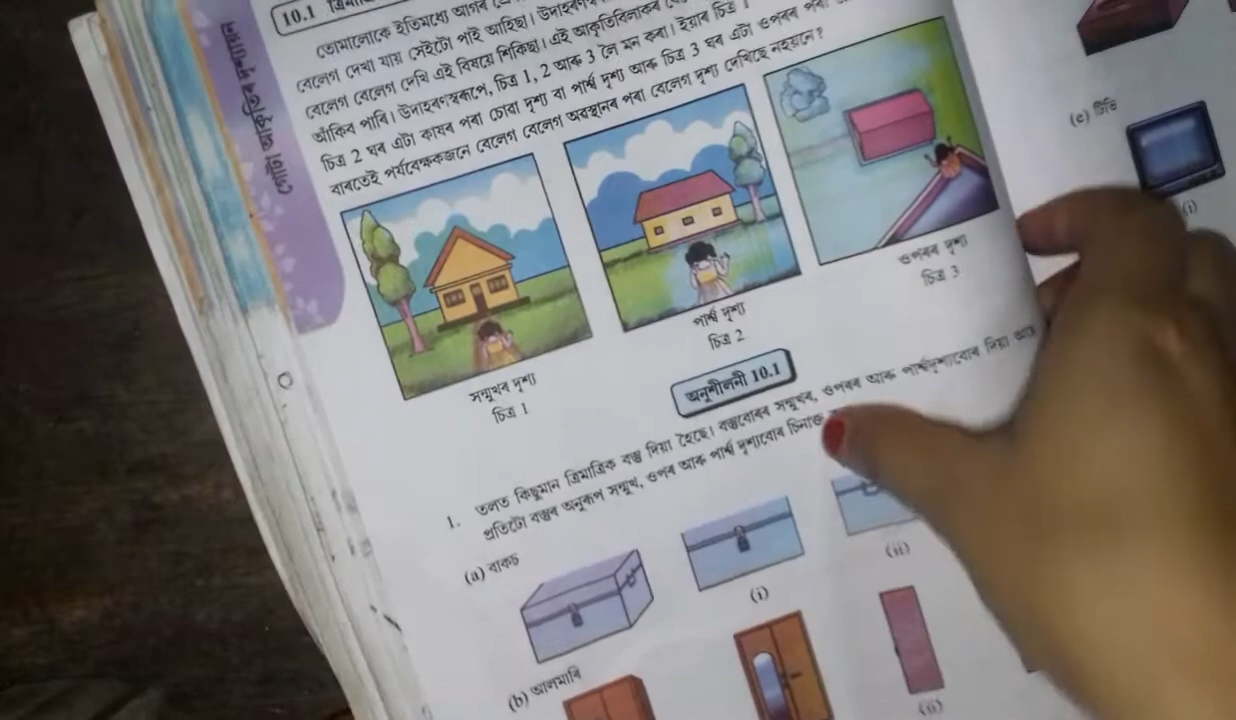 গোটা আকৃতিৰ দৃশ্যায়ন
10.1
তোমালোকে ইতিমধ্যে আগৰ
বেলেগ দেখা যায় সেইটো পাই আহিছা। উদাহৰণস্বৰূপে
বেলেগ বেলেগ দেখি এই বিষয়ে শিকিছা। এই আকৃতিবিলাকৰ
আঁকিব পাৰি। উদাহৰণস্বৰূপে, চিত্ৰ 1, 2 আৰু 3 লৈ মন কৰা। ইয়াৰ চিত্ৰ 1
চিত্ৰ 2 ঘৰ এটা কাষৰ পৰা চোৱা দৃশ্য বা পাৰ্শ্ব দৃশ্য আৰু চিত্ৰ 3 ঘৰ এটা ওপৰৰ পৰা
বাৰুতেই পৰ্যবেক্ষকজনে বেলেগ বেলেগ অৱস্থানৰ পৰা বেলেগ দৃশ্য দেখিছে নহয়নে?
সন্মুখৰ দৃশ্য
চিত্ৰ 1
পাৰ্শ্ব দৃশ্য
চিত্ৰ 2
ওপৰৰ দৃশ্য
চিত্ৰ 3
অনুশীলনী 10.1
1. তলত কিছুমান ত্ৰিমাত্ৰিক বস্তু দিয়া হৈছে। বস্তুবোৰৰ সন্মুখৰ, ওপৰৰ আৰু পাৰ্শ্বদৃশ্যবোৰ দিয়া আছে
প্ৰতিটো বস্তুৰ অনুৰূপ সন্মুখ, ওপৰ আৰু পাৰ্শ্ব দৃশ্যবোৰ চিনাক্ত
(a) বাকচ
(i)
(ii)
(b) আলমাৰি
(ii)
(e) টিভি
(i)